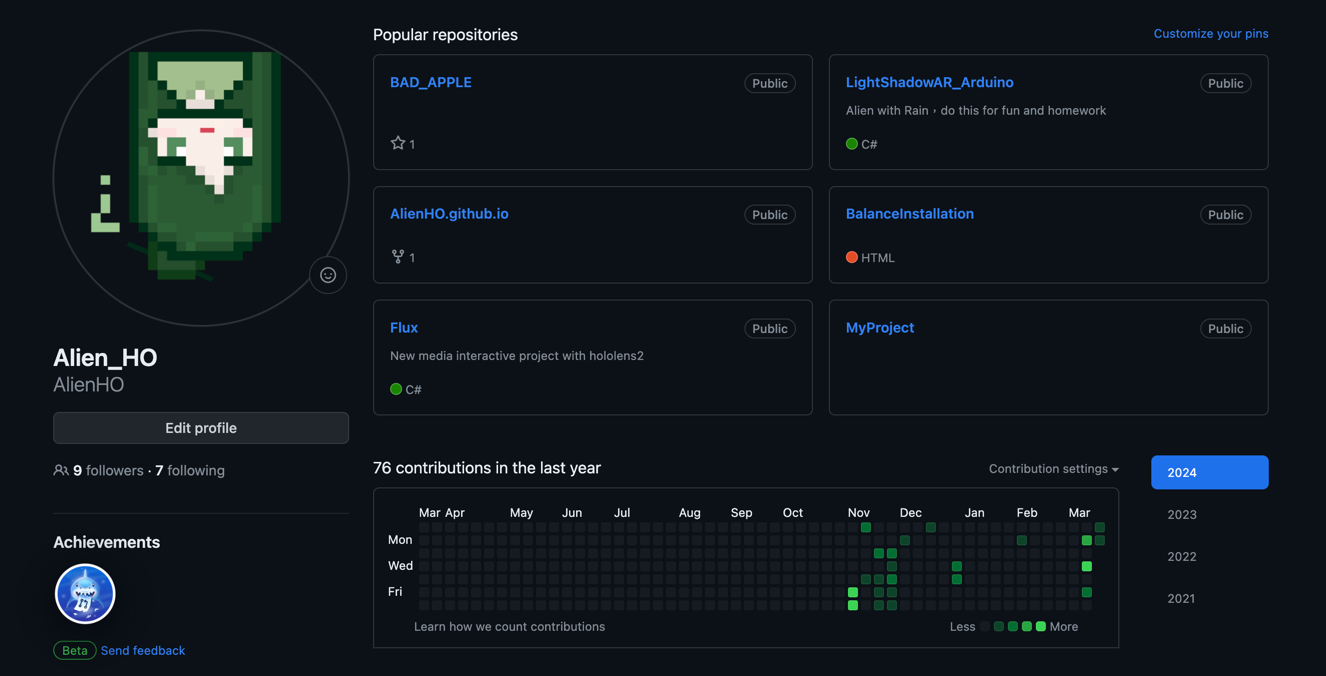 Popular repositories
Customize your pins
BAD_APPLE
Public
1
LightShadowAR_Arduino
Public
Alien with Rain，do this for fun and homework
C#
AlienHO.github.io
Public
1
BalanceInstallation
Public
HTML
Flux
Public
New media interactive project with hololens2
C#
MyProject
Public
Alien_HO
AlienHO
Edit profile
9 followers · 7 following
Achievements
Beta Send feedback
76 contributions in the last year
Contribution settings
Mar Apr May Jun Jul Aug Sep Oct Nov Dec Jan Feb Mar
Mon
Wed
Fri
Learn how we count contributions
Less More
2024
2023
2022
2021